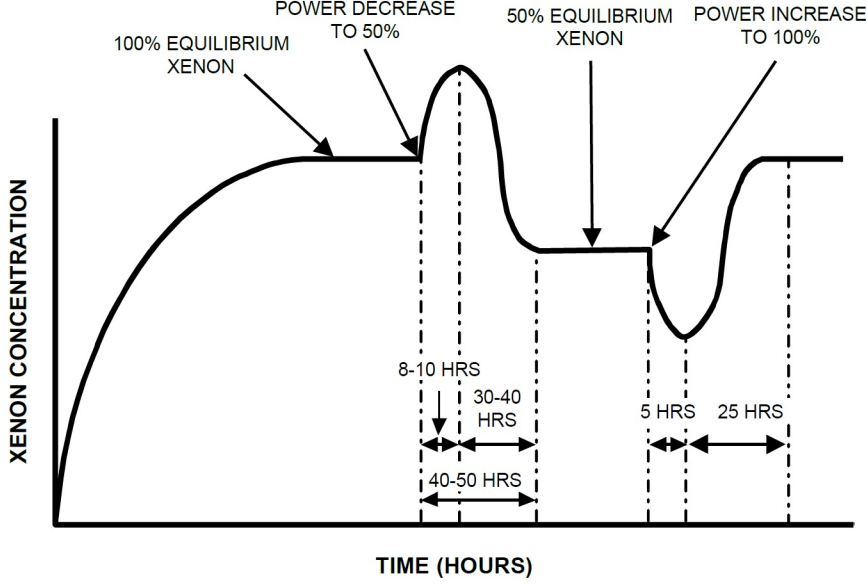 POWER DECREASE
TO 50%
50% EQUILIBRIUM
XENON
POWER INCREASE
TO 100%
100% EQUILIBRIUM
XENON
XENON CONCENTRATION
8-10 HRS
30-40
HRS
5 HRS
25 HRS
40-50 HRS
TIME (HOURS)